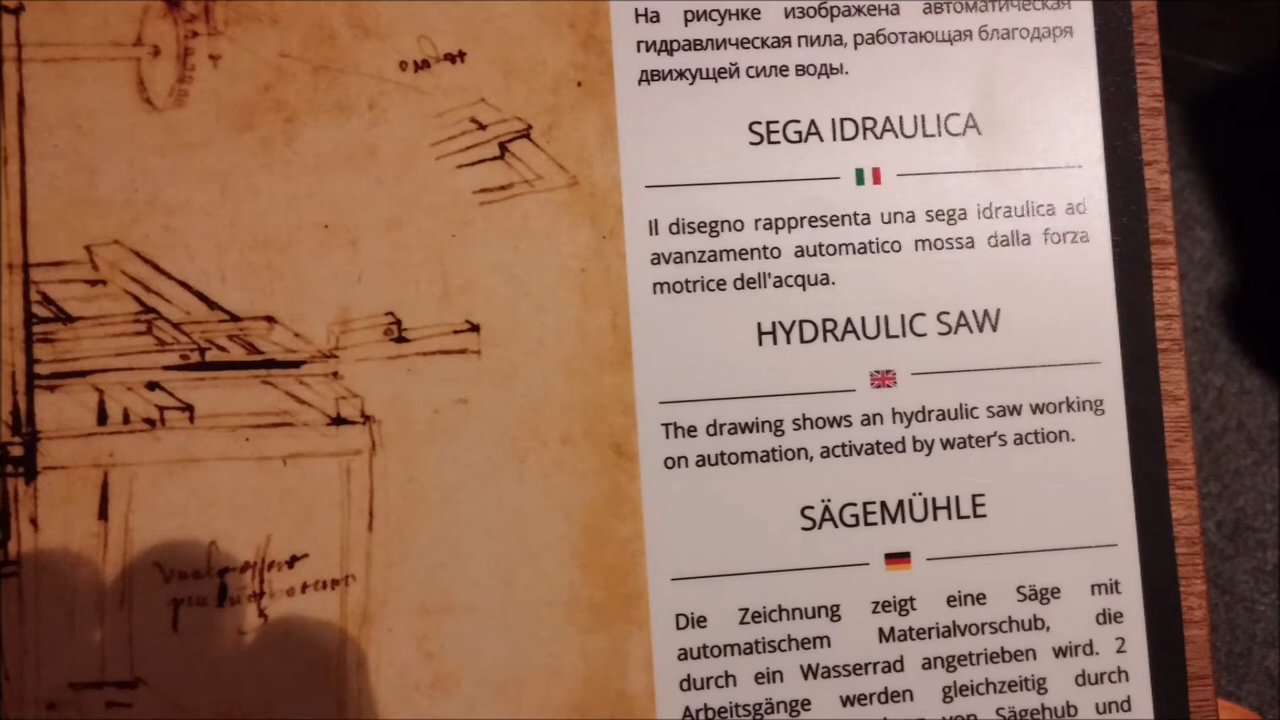 На рисунке изображена автоматическая
гидравлическая пила, работающая благодаря
движущей силе воды.
SEGA IDRAULICA
Il disegno rappresenta una sega idraulica ad
avanzamento automatico mossa dalla forza
motrice dell'acqua.
HYDRAULIC SAW
The drawing shows an hydraulic saw working
on automation, activated by water's action.
SÄGEMÜHLE
Die Zeichnung zeigt eine Säge mit
automatischem Materialvorschub, die
durch ein Wasserrad angetrieben wird. 2
Arbeitsgänge werden gleichzeitig durch
von Sägehub und